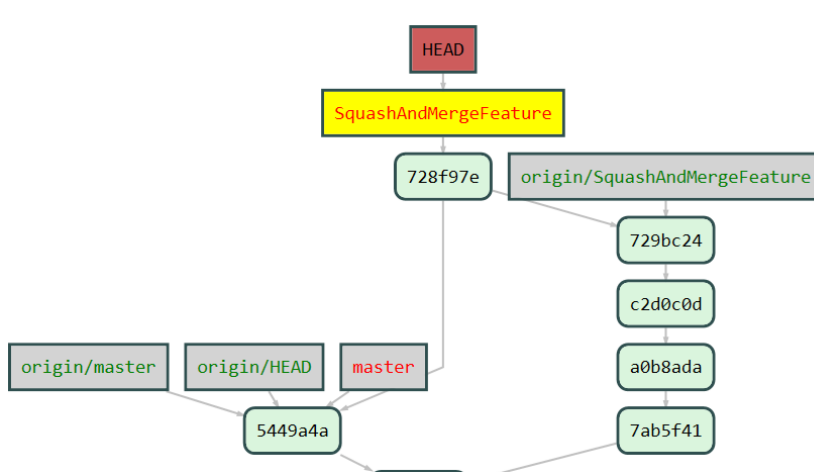 HEAD
SquashAndMergeFeature
728f97e
origin/SquashAndMergeFeature
729bc24
c2d0c0d
origin/master
origin/HEAD
master
a0b8ada
5449a4a
7ab5f41